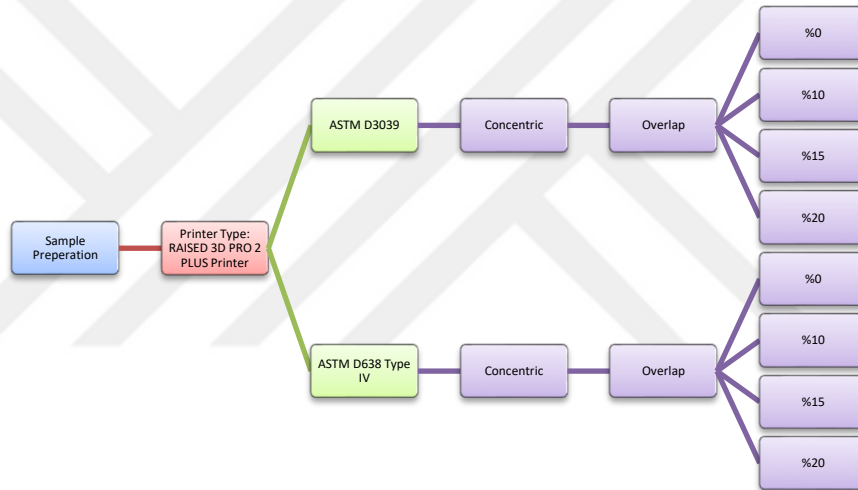 %0
%10
ASTM D3039
Concentric
Overlap
%15
%20
Sample
Preperation
Printer Type:
RAISED 3D PRO 2
PLUS Printer
%0
%10
ASTM D638 Type
IV
Concentric
Overlap
%15
%20